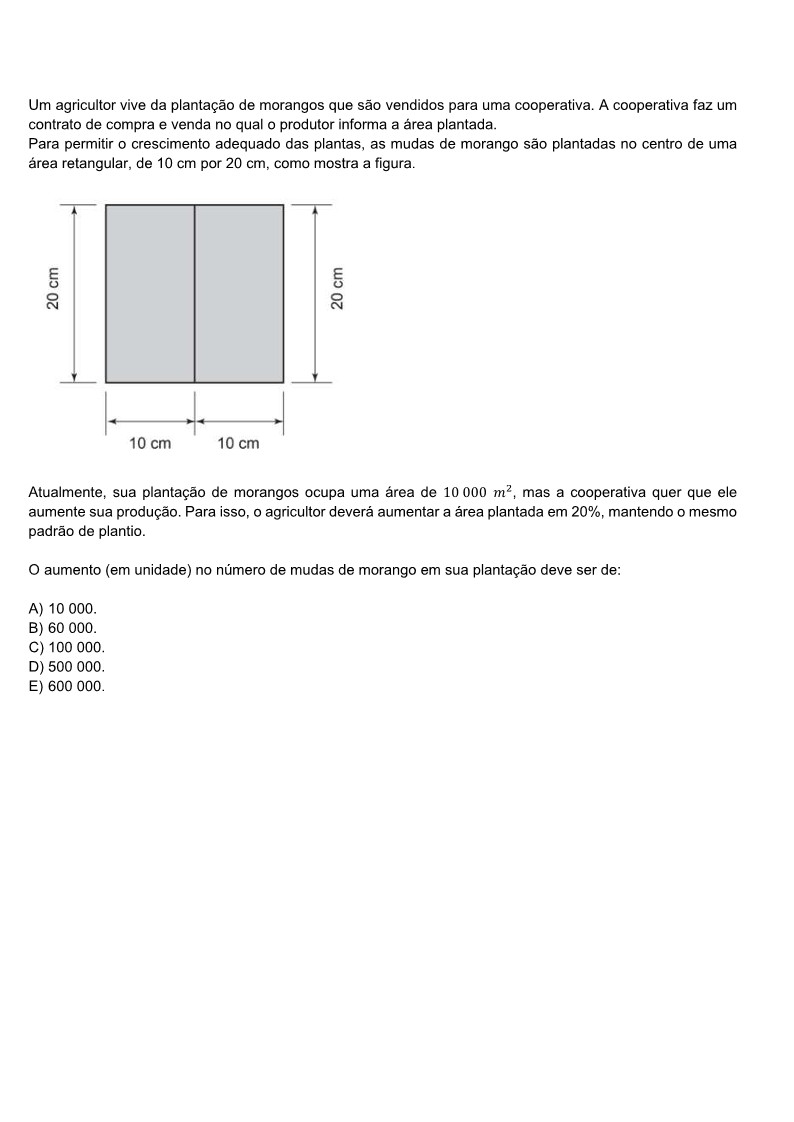 Um agricultor vive da plantação de morangos que são vendidos para uma cooperativa. A cooperativa faz um
contrato de compra e venda no qual o produtor informa a área plantada.
Para permitir o crescimento adequado das plantas, as mudas de morango são plantadas no centro de uma
área retangular, de 10 cm por 20 cm, como mostra a figura.
20 cm
20 cm
10 cm
10 cm
Atualmente, sua plantação de morangos ocupa uma área de 10 000 m², mas a cooperativa quer que ele
aumente sua produção. Para isso, o agricultor deverá aumentar a área plantada em 20%, mantendo o mesmo
padrão de plantio.
O aumento (em unidade) no número de mudas de morango em sua plantação deve ser de:
A) 10 000.
B) 60 000.
C) 100 000.
D) 500 000.
E) 600 000.